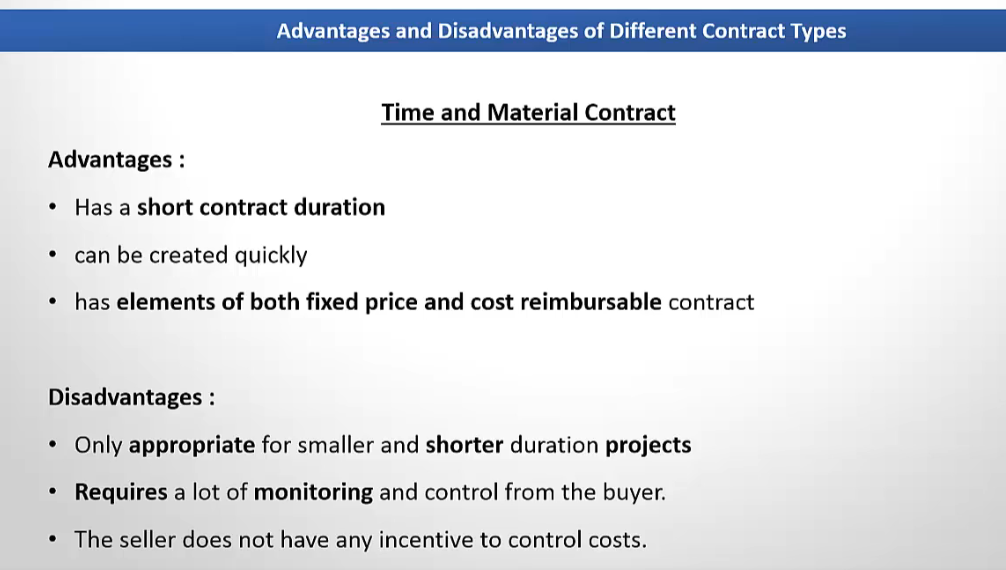 Advantages and Disadvantages of Different Contract Types
Time and Material Contract
Advantages :
• Has a short contract duration
• can be created quickly
• has elements of both fixed price and cost reimbursable contract
Disadvantages :
• Only appropriate for smaller and shorter duration projects
• Requires a lot of monitoring and control from the buyer.
• The seller does not have any incentive to control costs.